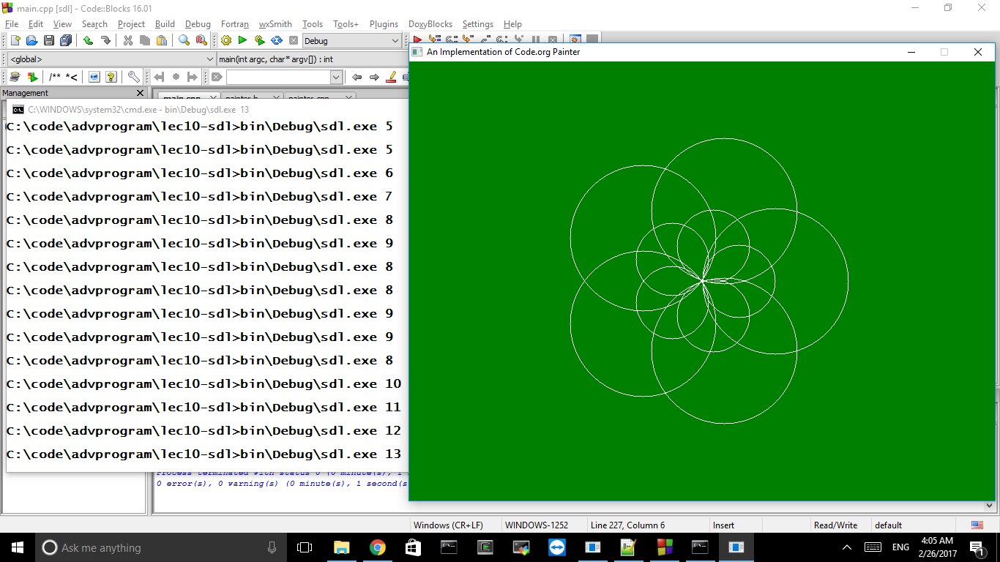 main.cpp [sdl] - Code::Blocks 16.01
File Edit View Search Project Build Debug Fortran wxSmith Tools Tools+ Plugins DoxyBlocks Settings Help
Debug
<global> main(int argc, char* argv[]) : int
/** *<
Management
main.cpp painter.h painter.cpp
An Implementation of Code.org Painter
C:\WINDOWS\system32\cmd.exe - bin\Debug\sdl.exe 13
C:\code\advprogram\lec10-sdl>bin\Debug\sdl.exe 5
C:\code\advprogram\lec10-sdl>bin\Debug\sdl.exe 5
C:\code\advprogram\lec10-sdl>bin\Debug\sdl.exe 6
C:\code\advprogram\lec10-sdl>bin\Debug\sdl.exe 7
C:\code\advprogram\lec10-sdl>bin\Debug\sdl.exe 8
C:\code\advprogram\lec10-sdl>bin\Debug\sdl.exe 9
C:\code\advprogram\lec10-sdl>bin\Debug\sdl.exe 8
C:\code\advprogram\lec10-sdl>bin\Debug\sdl.exe 8
C:\code\advprogram\lec10-sdl>bin\Debug\sdl.exe 9
C:\code\advprogram\lec10-sdl>bin\Debug\sdl.exe 9
C:\code\advprogram\lec10-sdl>bin\Debug\sdl.exe 8
C:\code\advprogram\lec10-sdl>bin\Debug\sdl.exe 10
C:\code\advprogram\lec10-sdl>bin\Debug\sdl.exe 11
C:\code\advprogram\lec10-sdl>bin\Debug\sdl.exe 12
C:\code\advprogram\lec10-sdl>bin\Debug\sdl.exe 13
Process terminated with status 0 (0 minute(s), 1
0 error(s), 0 warning(s) (0 minute(s), 1 second(s
Windows (CR+LF) WINDOWS-1252 Line 227, Column 6 Insert Read/Write default
Ask me anything
ENG
4:05 AM
2/26/2017
1